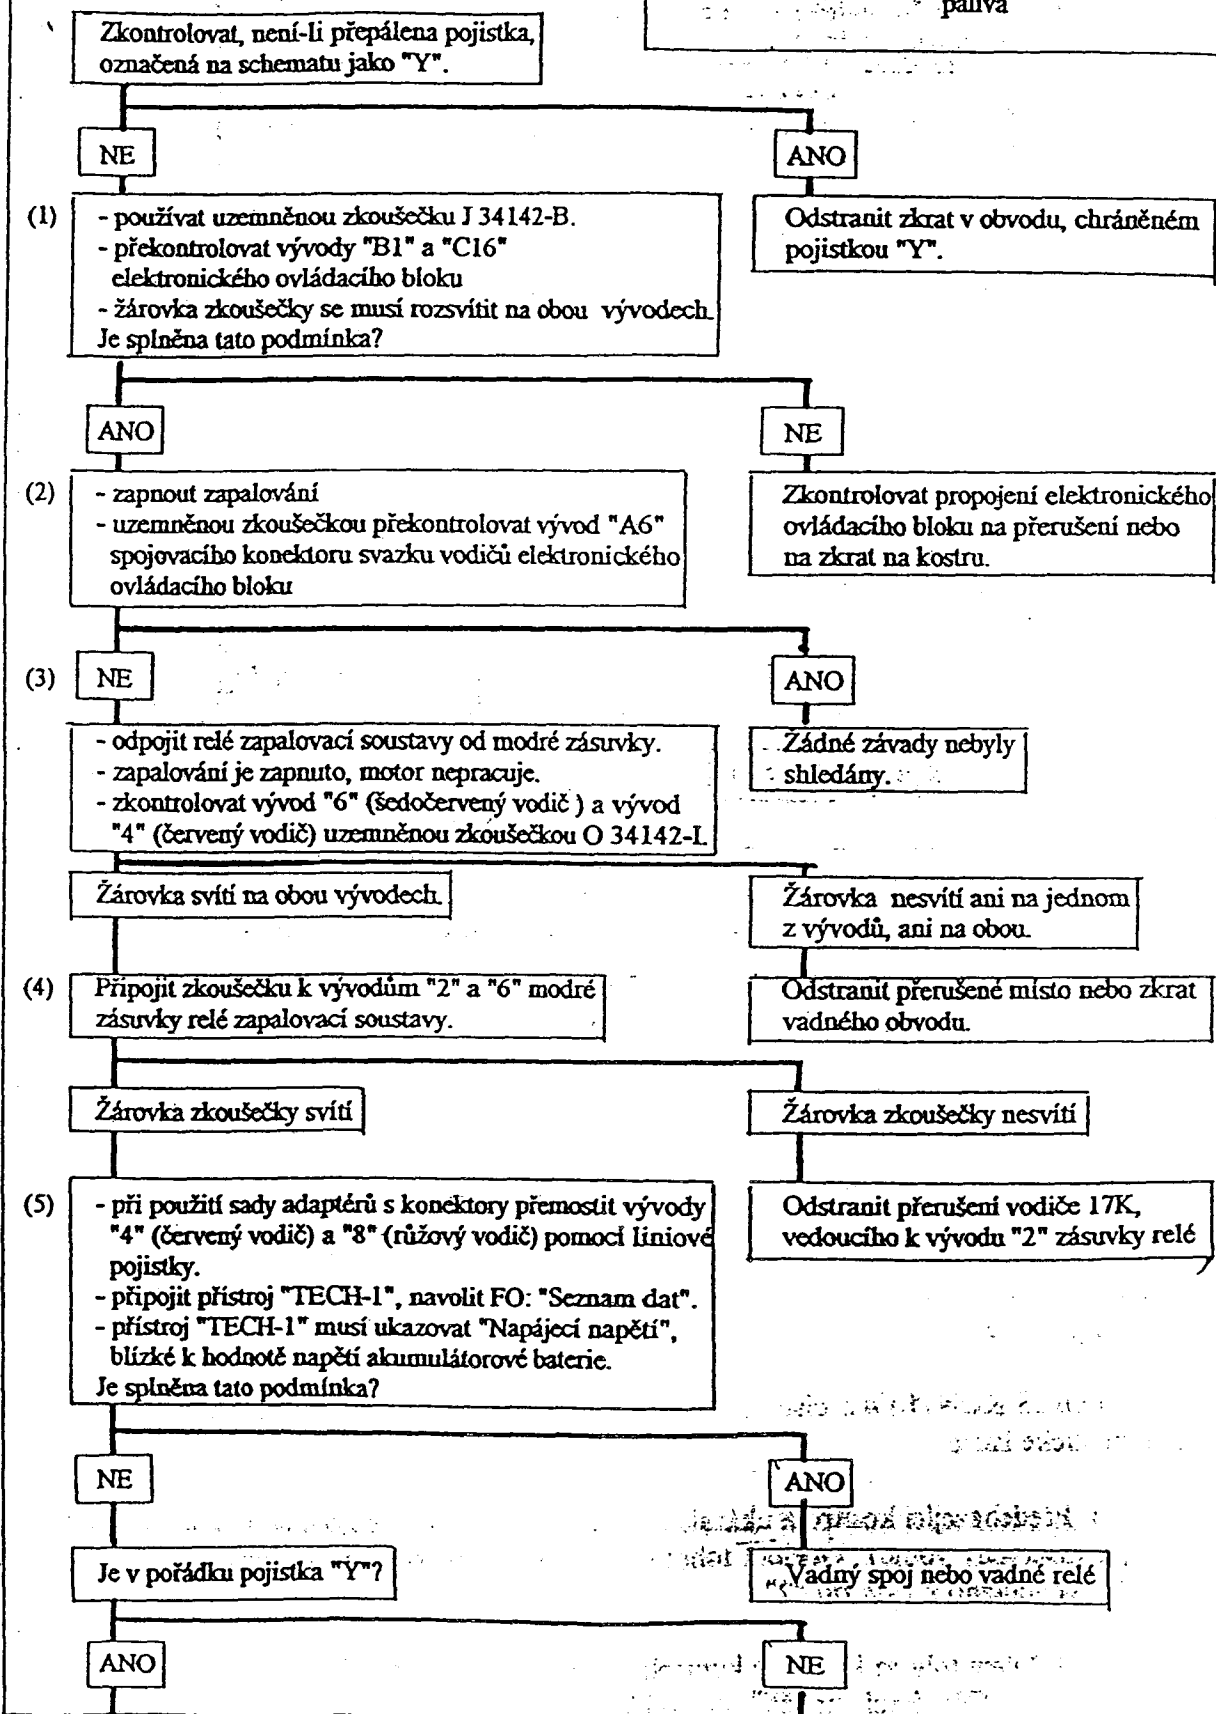 paliva
Zkontrolovat, není-li přepálena pojistka,
označená na schematu jako "Y".
NE
ANO
(1)
- používat uzemněnou zkoušečku J 34142-B.
- překontrolovat vývody "B1" a "C16"
elektronického ovládacího bloku
- žárovka zkoušečky se musí rozsvítit na obou vývodech.
Je splněna tato podmínka?
Odstranit zkrat v obvodu, chráněném
pojistkou "Y".
ANO
NE
(2)
- zapnout zapalování
- uzemněnou zkoušečkou překontrolovat vývod "A6"
spojovacího konektoru svazku vodičů elektronického
ovládacího bloku
Zkontrolovat propojení elektronického
ovládacího bloku na přerušení nebo
na zkrat na kostru.
(3)
NE
ANO
- odpojit relé zapalovací soustavy od modré zásuvky.
- zapalování je zapnuto, motor nepracuje.
- zkontrolovat vývod "6" (šedočervený vodič ) a vývod
"4" (červený vodič) uzemněnou zkoušečkou O 34142-I.
Žádné závady nebyly
shledány.
Žárovka svítí na obou vývodech.
Žárovka nesvítí ani na jednom
z vývodů, ani na obou.
(4)
Připojit zkoušečku k vývodům "2" a "6" modré
zásuvky relé zapalovací soustavy.
Odstranit přerušené místo nebo zkrat
vadného obvodu.
Žárovka zkoušečky svítí
Žárovka zkoušečky nesvítí
(5)
- při použití sady adaptérů s konektory přemostit vývody
"4" (červený vodič) a "8" (růžový vodič) pomocí liniové
pojistky.
- připojit přístroj "TECH-1", navolit FO: "Seznam dat".
- přístroj "TECH-1" musí ukazovat "Napájecí napětí",
blízké k hodnotě napětí akumulátorové baterie.
Je splněna tato podmínka?
Odstranit přerušení vodiče 17K,
vedoucího k vývodu "2" zásuvky relé
NE
ANO
Je v pořádku pojistka "Y"?
Vadný spoj nebo vadné relé
ANO
NE